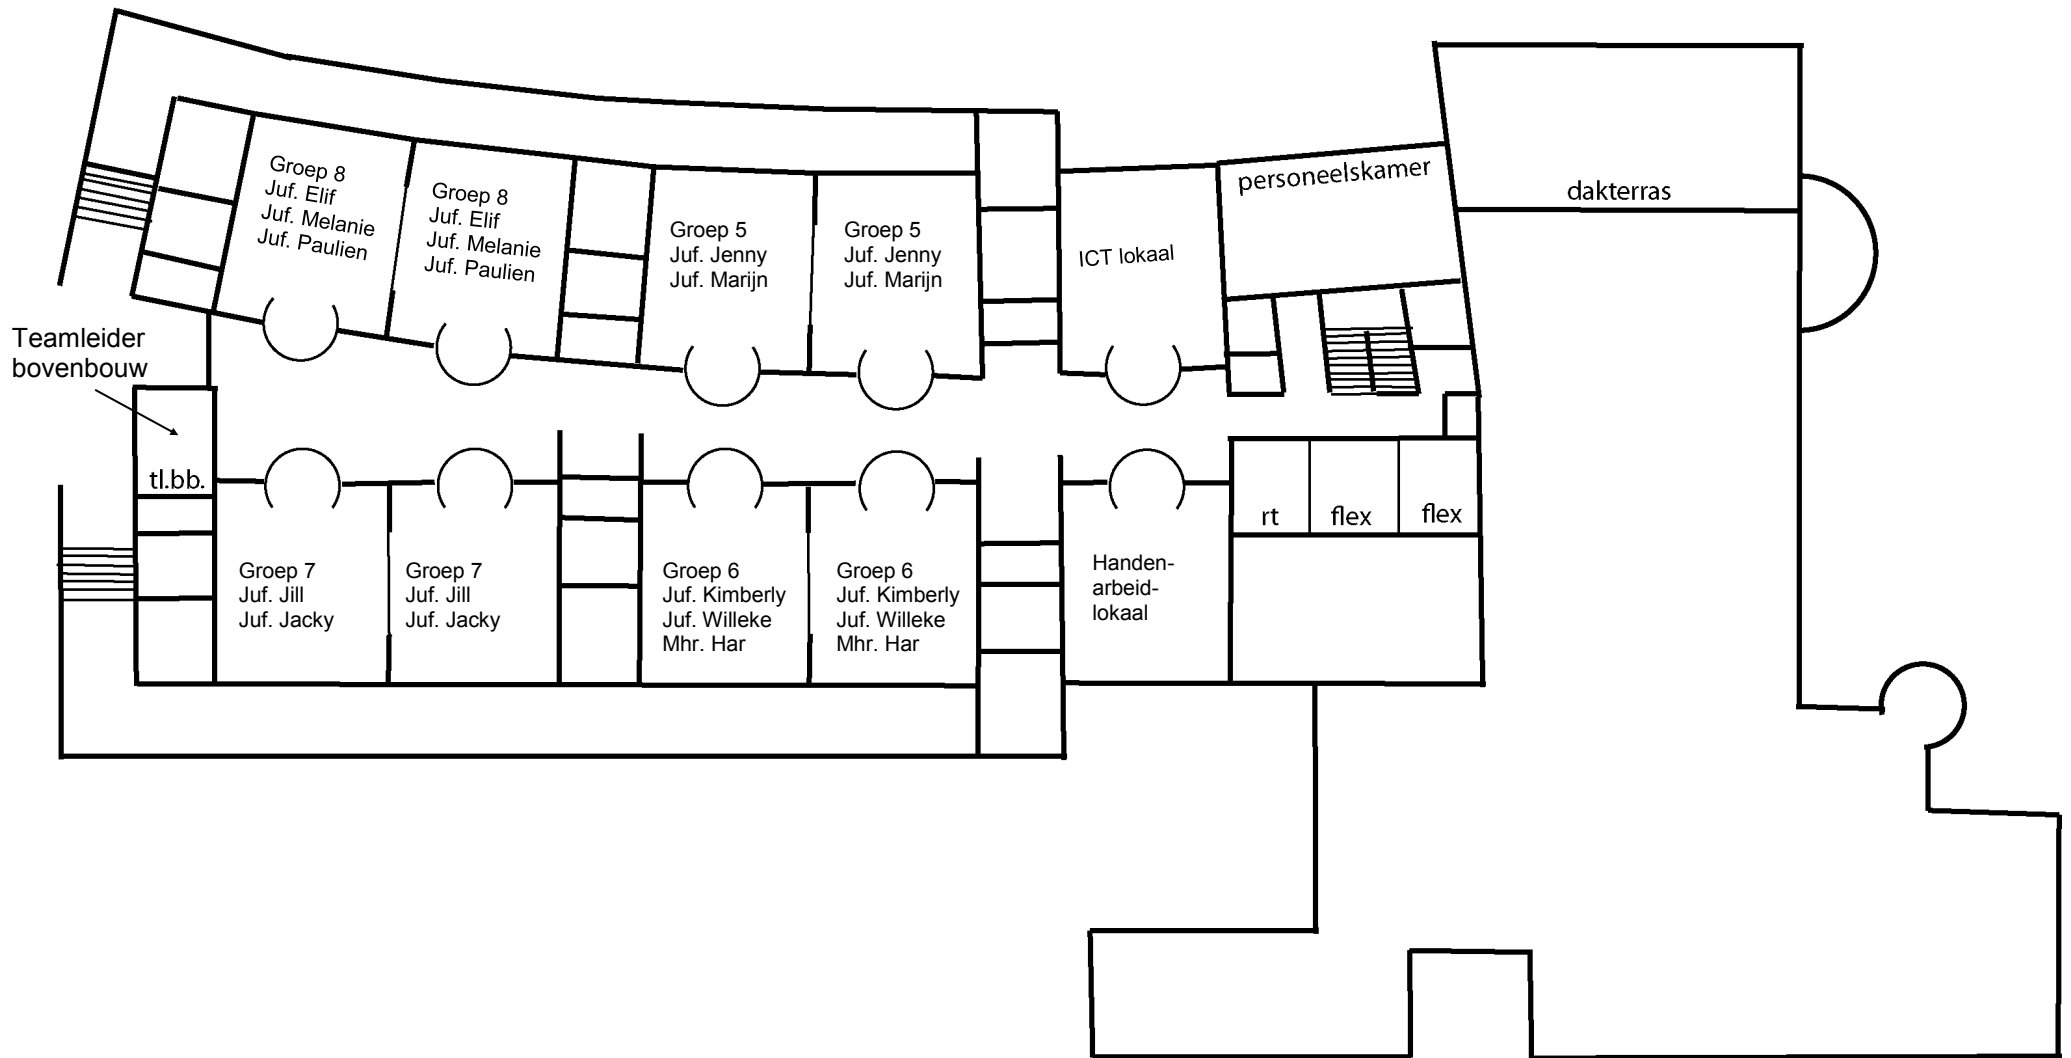 Groep 8
Juf. Elif
Juf. Melanie
Juf. Paulien
Groep 8
Juf. Elif
Juf. Melanie
Juf. Paulien
Groep 5
Juf. Jenny
Juf. Marijn
Groep 5
Juf. Jenny
Juf. Marijn
ICT lokaal
personeelskamer
dakterras
Teamleider
bovenbouw
tl.bb.
Groep 7
Juf. Jill
Juf. Jacky
Groep 7
Juf. Jill
Juf. Jacky
Groep 6
Juf. Kimberly
Juf. Willeke
Mhr. Har
Groep 6
Juf. Kimberly
Juf. Willeke
Mhr. Har
Handen-
arbeid-
lokaal
rt
flex
flex